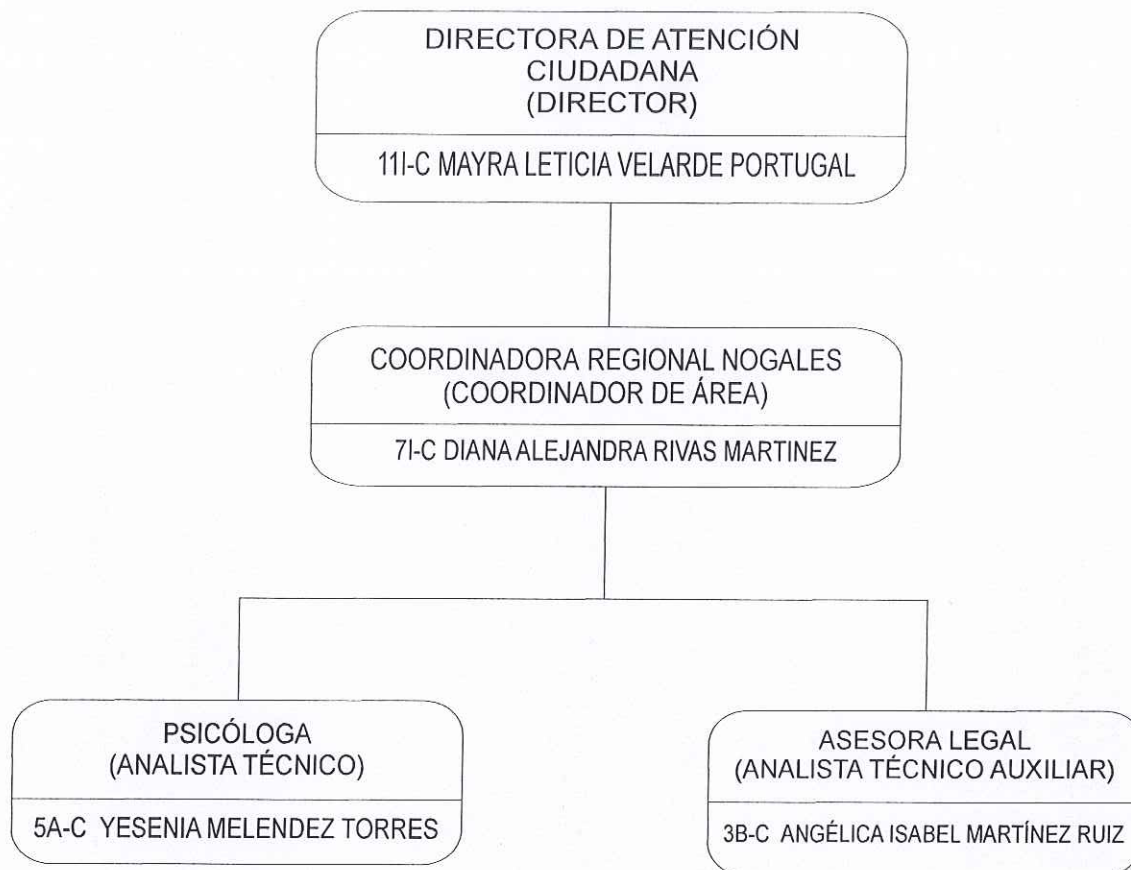 DIRECTORA DE ATENCIÓN
CIUDADANA
(DIRECTOR)
11I-C MAYRA LETICIA VELARDE PORTUGAL
COORDINADORA REGIONAL NOGALES
(COORDINADOR DE ÁREA)
7I-C DIANA ALEJANDRA RIVAS MARTINEZ
PSICÓLOGA
(ANALISTA TÉCNICO)
5A-C YESENIA MELENDEZ TORRES
ASESORA LEGAL
(ANALISTA TÉCNICO AUXILIAR)
3B-C ANGÉLICA ISABEL MARTÍNEZ RUIZ